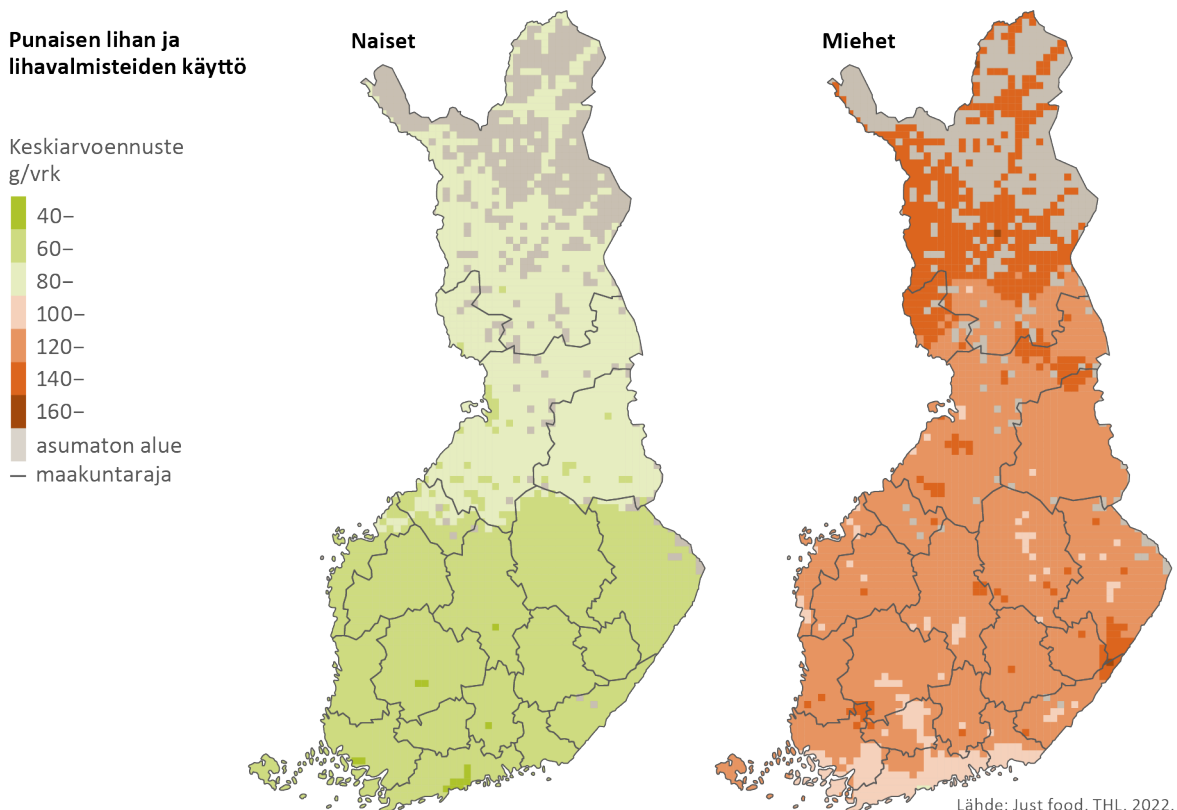 Punaisen lihan ja
lihavalmisteiden käyttö
Naiset
Miehet
Keskiarvoennuste
g/vrk
40–
60–
80–
100–
120–
140–
160–
asumaton alue
maakuntaraja
Lähde: Just food, THL, 2022.